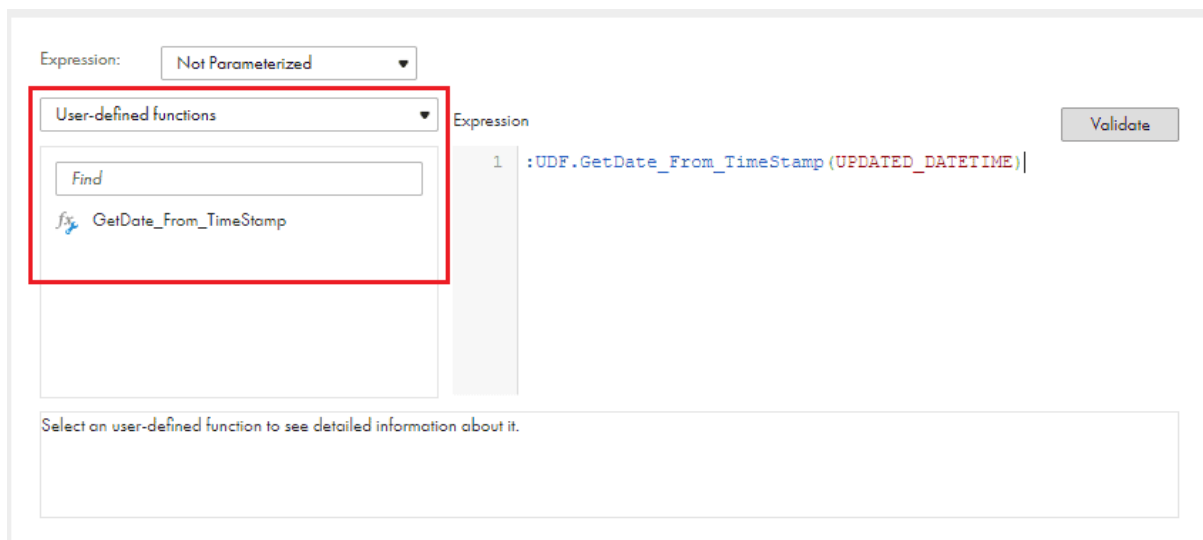 Expression:
Not Parameterized
User-defined functions
Expression
Validate
Find
1 :UDF.GetDate_From_TimeStamp(UPDATED_DATETIME)
fx GetDate_From_TimeStamp
Select an user-defined function to see detailed information about it.